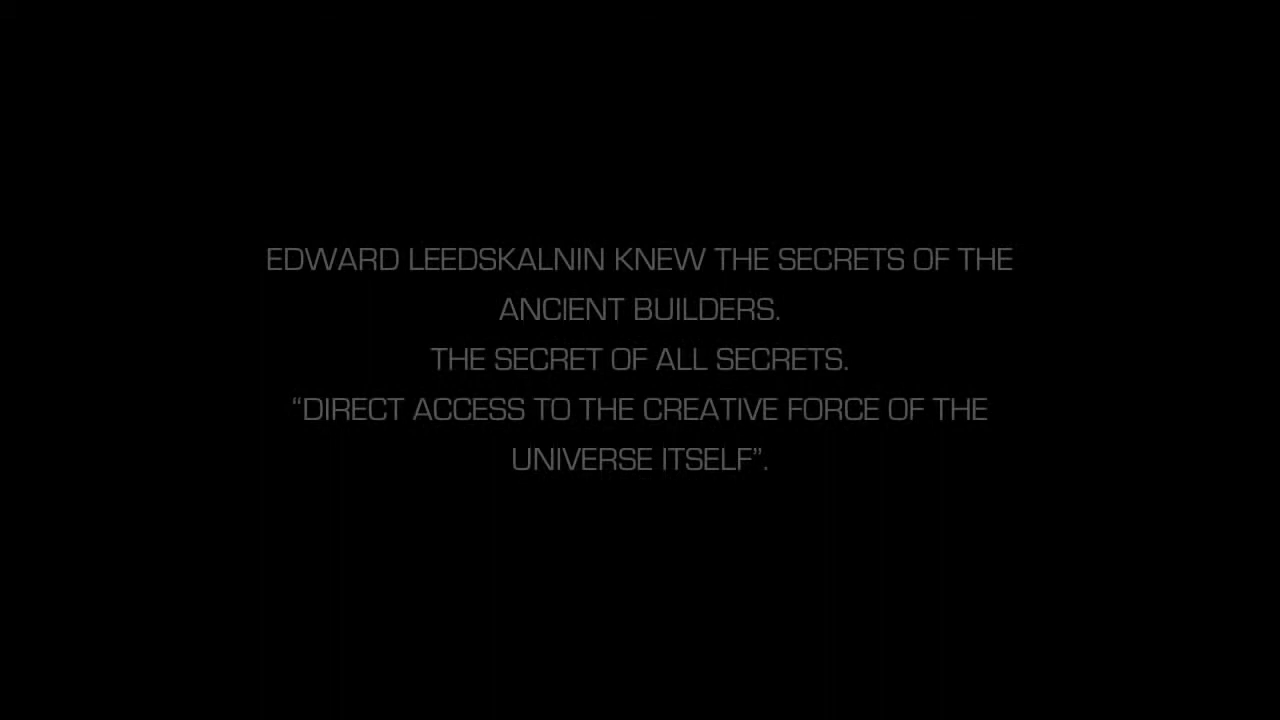 EDWARD LEEDSKALNIN KNEW THE SECRETS OF THE
ANCIENT BUILDERS.
THE SECRET OF ALL SECRETS.
“DIRECT ACCESS TO THE CREATIVE FORCE OF THE
UNIVERSE ITSELF”.